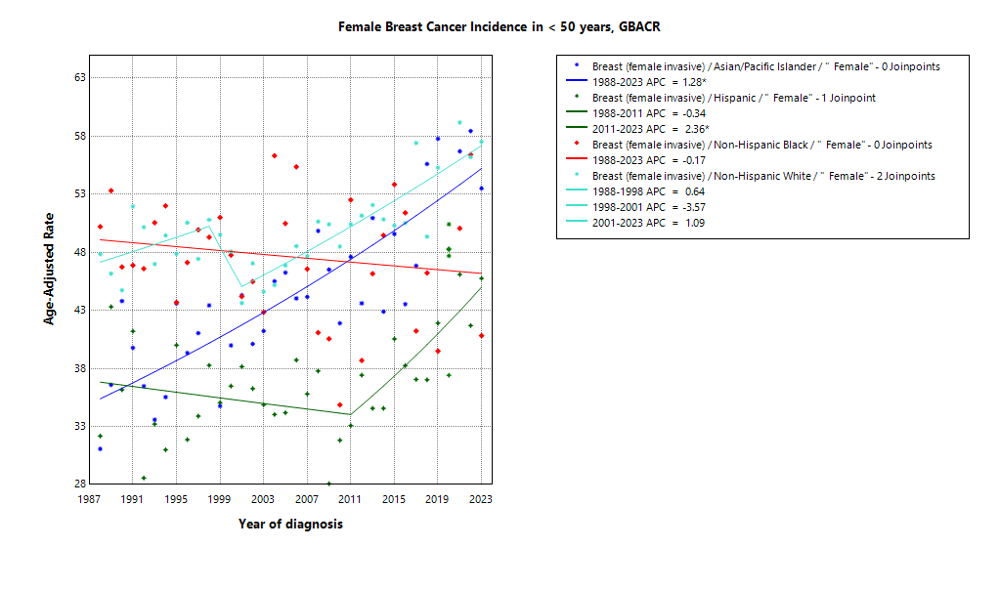 Female Breast Cancer Incidence in < 50 years, GBACR
Age-Adjusted Rate
63
58
53
48
43
38
33
28
1987
1991
1995
1999
2003
2007
2011
2015
2019
2023
Year of diagnosis
Breast (female invasive) / Asian/Pacific Islander / " Female" - 0 Joinpoints
1988-2023 APC = 1.28*
Breast (female invasive) / Hispanic / " Female" - 1 Joinpoint
1988-2011 APC = -0.34
2011-2023 APC = 2.36*
Breast (female invasive) / Non-Hispanic Black / " Female" - 0 Joinpoints
1988-2023 APC = -0.17
Breast (female invasive) / Non-Hispanic White / " Female" - 2 Joinpoints
1988-1998 APC = 0.64
1998-2001 APC = -3.57
2001-2023 APC = 1.09